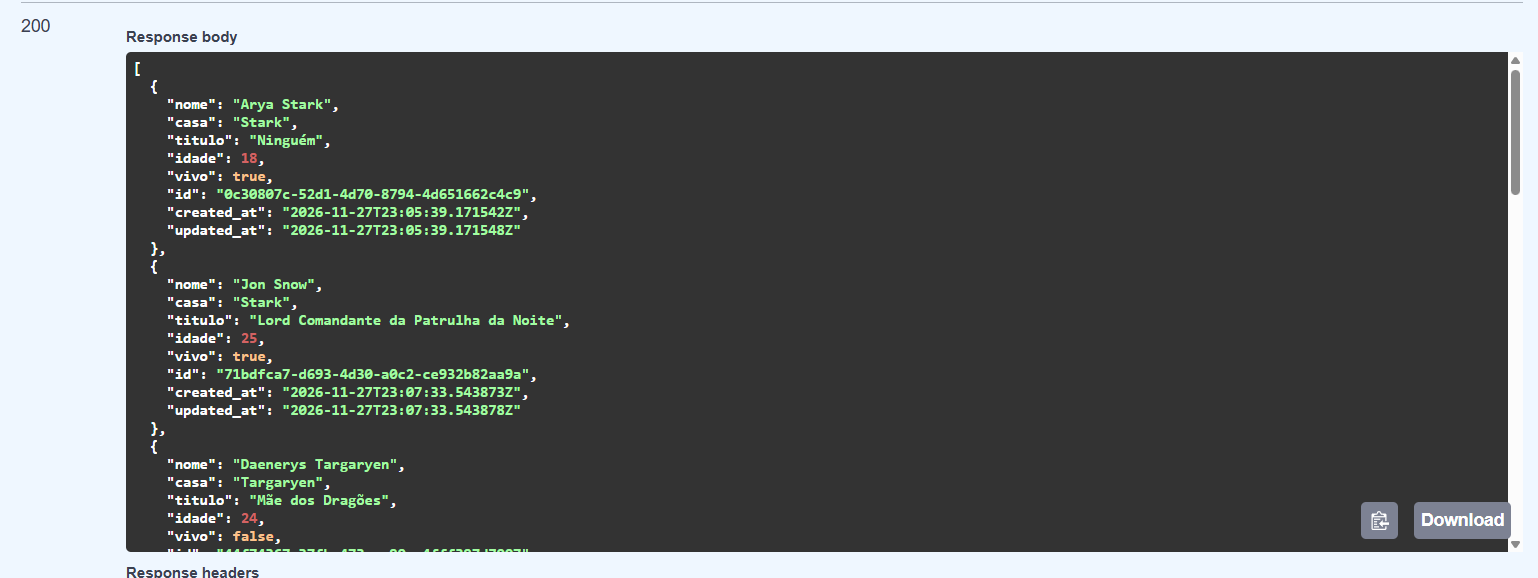 200
Response body
[
  {
    "nome": "Arya Stark",
    "casa": "Stark",
    "titulo": "Ninguém",
    "idade": 18,
    "vivo": true,
    "id": "0c30807c-52d1-4d70-8794-4d651662c4c9",
    "created_at": "2026-11-27T23:05:39.171542Z",
    "updated_at": "2026-11-27T23:05:39.171548Z"
  },
  {
    "nome": "Jon Snow",
    "casa": "Stark",
    "titulo": "Lord Comandante da Patrulha da Noite",
    "idade": 25,
    "vivo": true,
    "id": "71bdfca7-d693-4d30-a0c2-ce932b82aa9a",
    "created_at": "2026-11-27T23:07:33.543873Z",
    "updated_at": "2026-11-27T23:07:33.543878Z"
  },
  {
    "nome": "Daenerys Targaryen",
    "casa": "Targaryen",
    "titulo": "Mãe dos Dragões",
    "idade": 24,
    "vivo": false,
    "id":
Download
Response headers